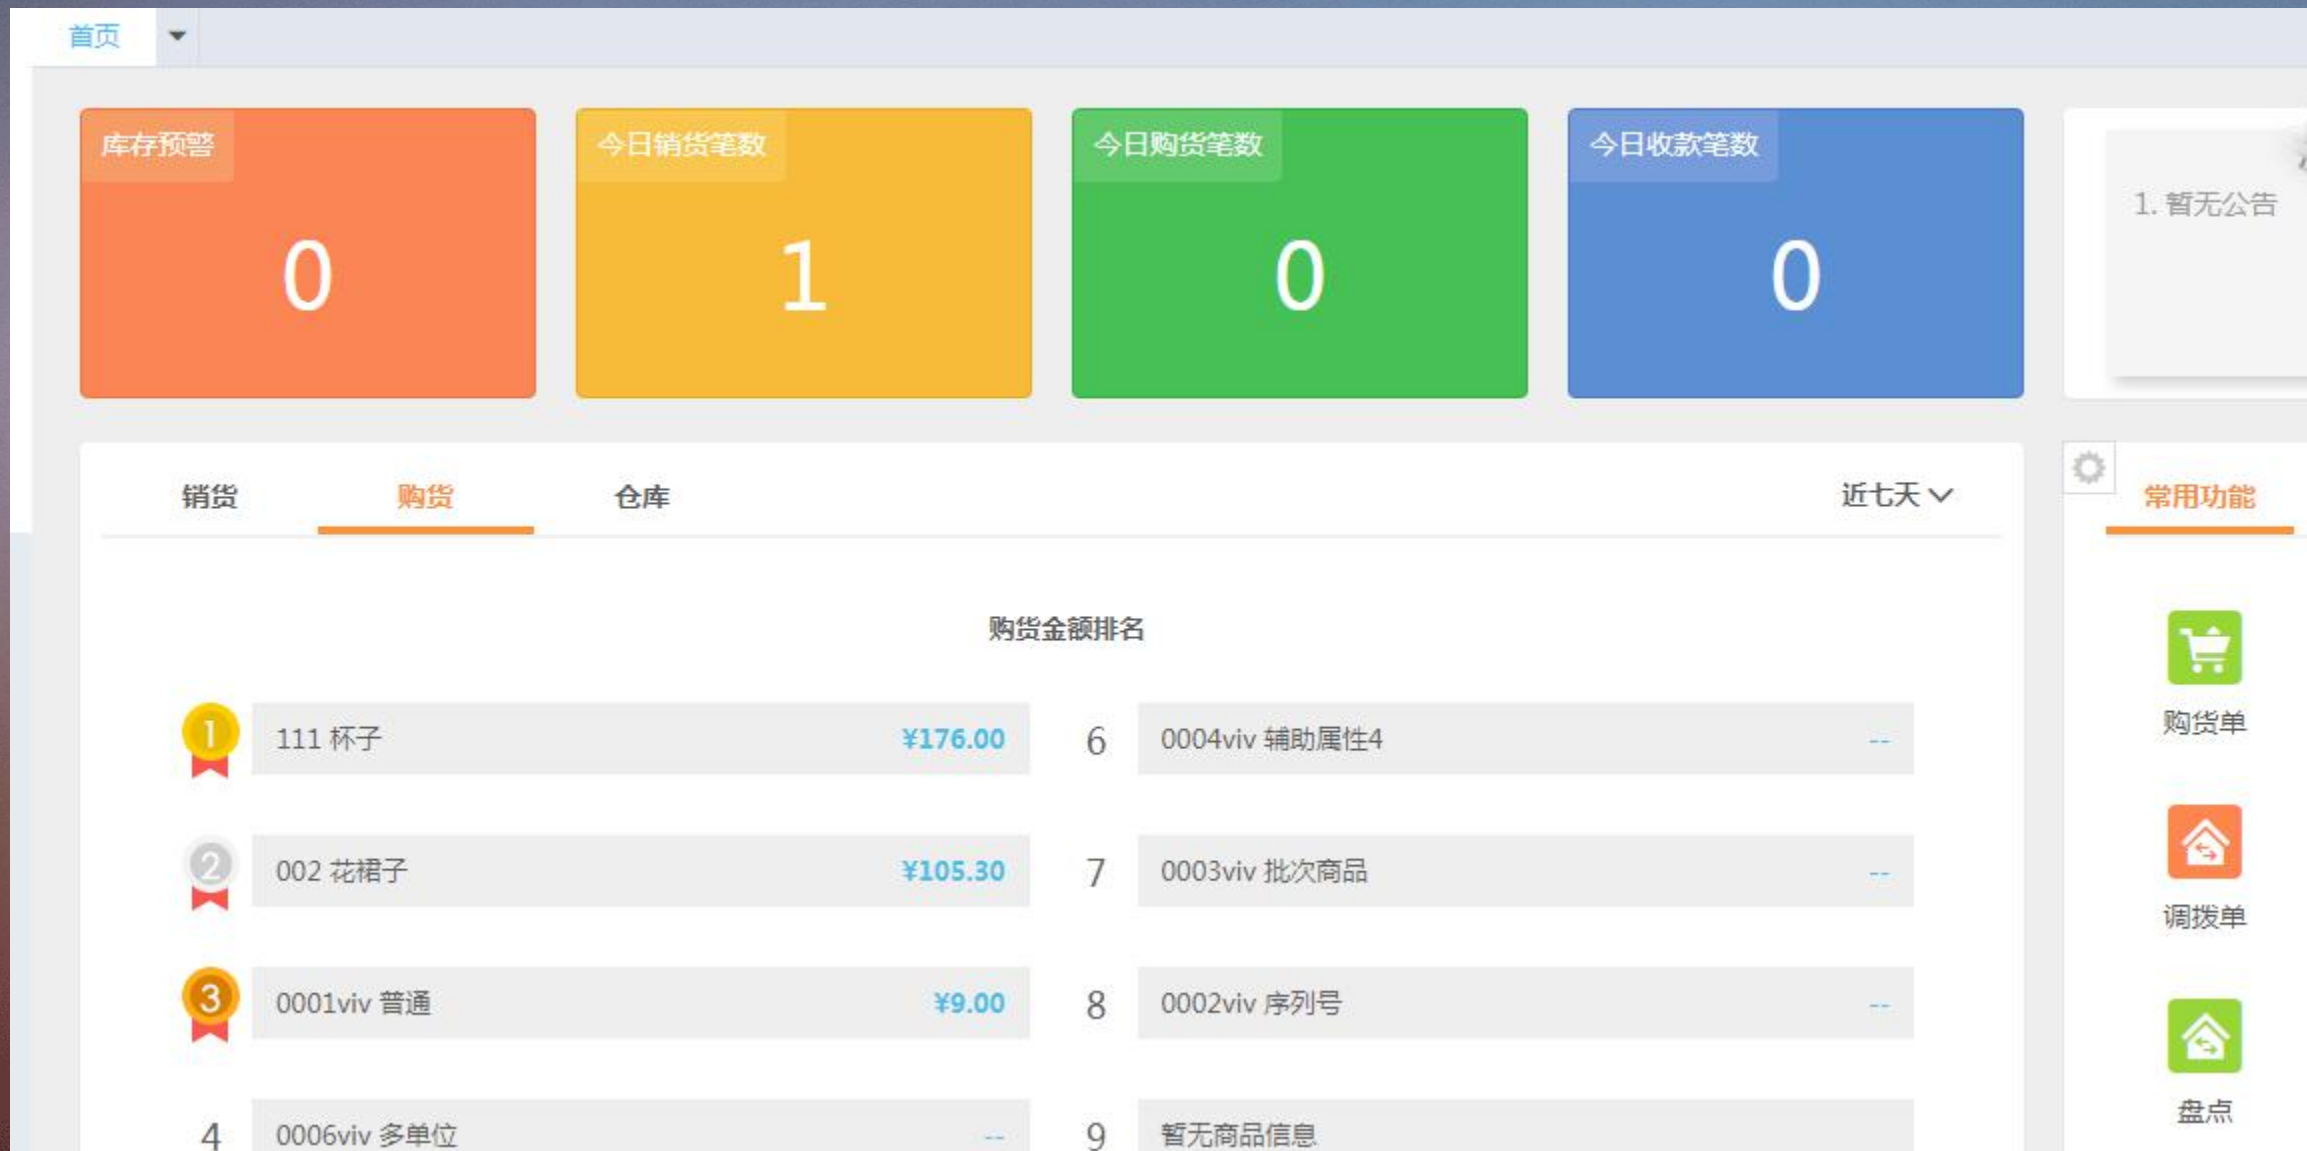 首页
库存预警
0
今日销货笔数
1
今日购货笔数
0
今日收款笔数
0
1. 暂无公告
销货
购货
仓库
近七天
常用功能
购货金额排名
1
111 杯子
¥176.00
6
0004viv 辅助属性4
--
2
002 花裙子
¥105.30
7
0003viv 批次商品
--
3
0001viv 普通
¥9.00
8
0002viv 序列号
--
4
0006viv 多单位
--
9
暂无商品信息
购货单
调拨单
盘点